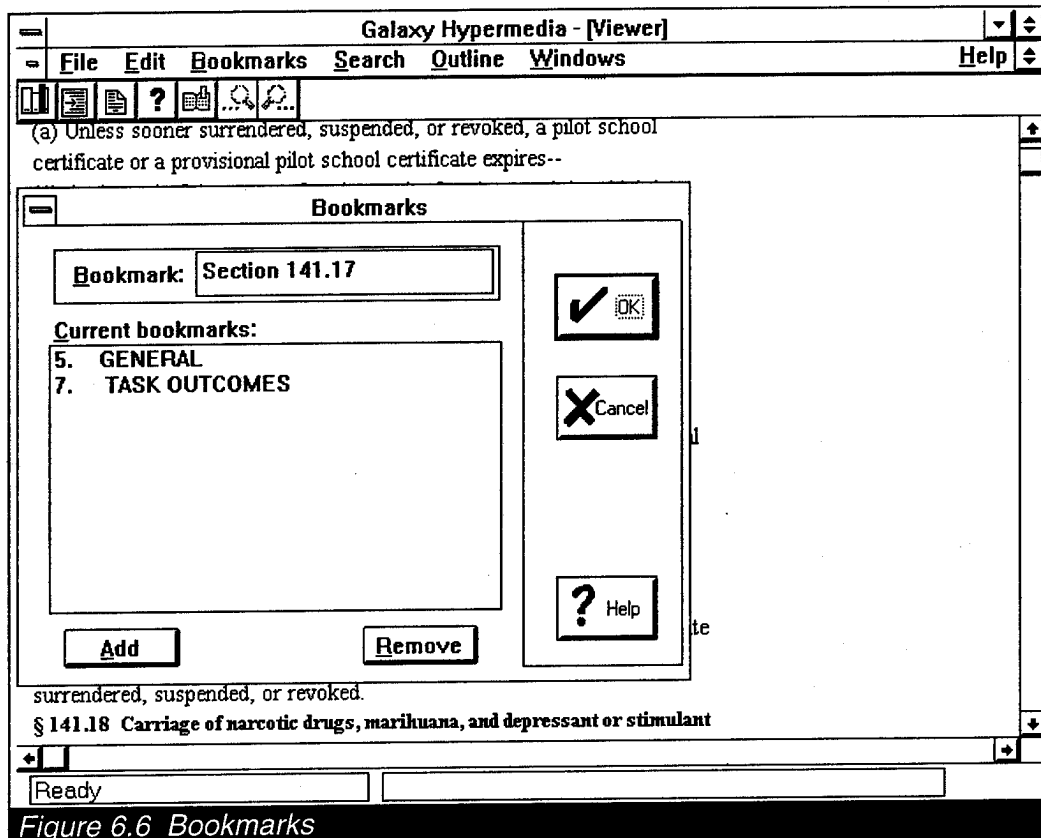 Galaxy Hypermedia - [Viewer]
File Edit Bookmarks Search Outline Windows Help
(a) Unless sooner surrendered, suspended, or revoked, a pilot school
certificate or a provisional pilot school certificate expires--
Bookmarks
Bookmark: Section 141.17
OK
Current bookmarks:
5. GENERAL
7. TASK OUTCOMES
Cancel
Help
Add Remove
surrendered, suspended, or revoked.
§ 141.18 Carriage of narcotic drugs, marihuana, and depressant or stimulant
Ready
Figure 6.6 Bookmarks